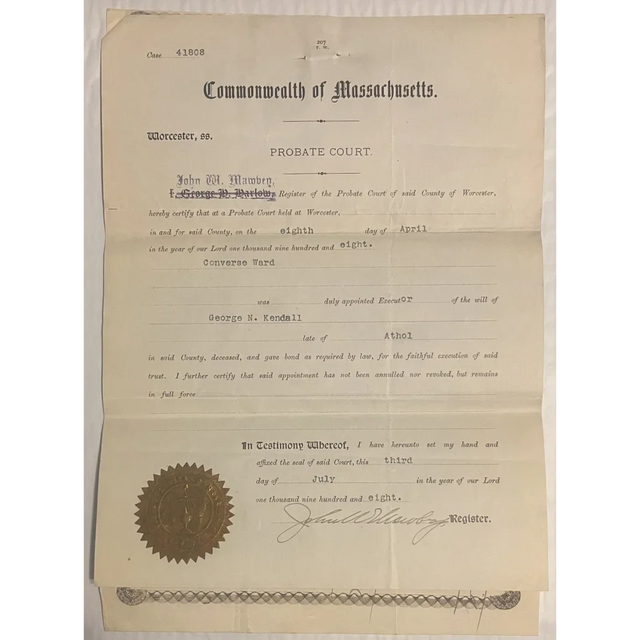 207
T. W.
Case 41808
Commonwealth of Massachusetts.
Worcester, ss.
PROBATE COURT.
John W. Mawbey,
I, George H. Harlow, Register of the Probate Court of said County of Worcester,
hereby certify that at a Probate Court held at Worcester,
in and for said County, on the eighth day of April
in the year of our Lord one thousand nine hundred and eight.
Converse Ward
was duly appointed Executor of the will of
George N. Kendall
late of Athol
in said County, deceased, and gave bond as required by law, for the faithful execution of said
trust. I further certify that said appointment has not been annulled nor revoked, but remains
in full force
In Testimony Whereof, I have hereunto set my hand and
affixed the seal of said Court, this third
day of July in the year of our Lord
one thousand nine hundred and eight.
John W Mawbey Register.